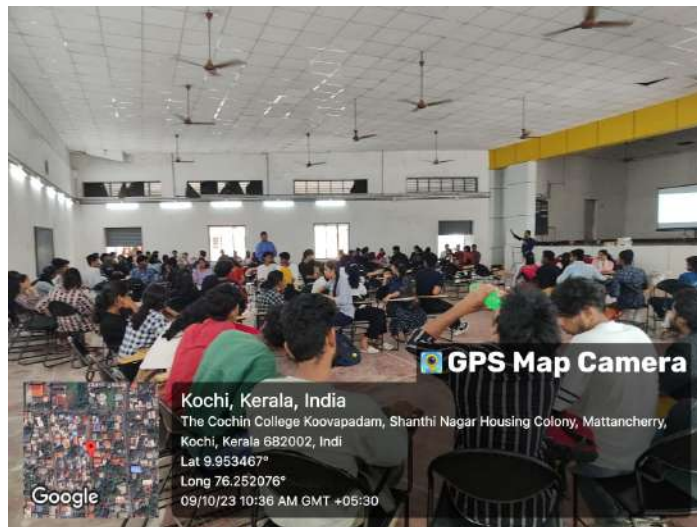 GPS Map Camera
Kochi, Kerala, India
The Cochin College Koovapadam, Shanthi Nagar Housing Colony, Mattancherry,
Kochi, Kerala 682002, Indi
Lat 9.953467°
Long 76.252076°
09/10/23 10:36 AM GMT +05:30
Google